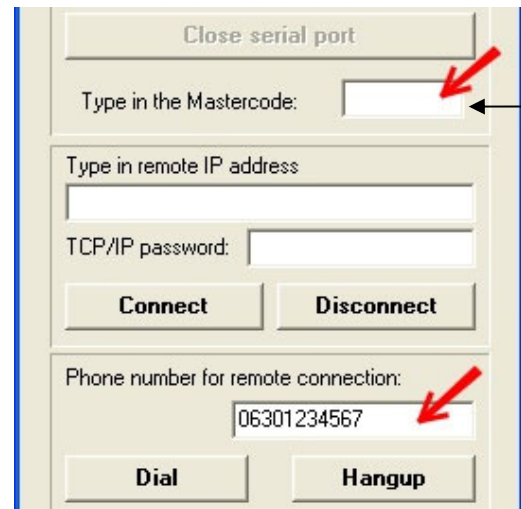 Close serial port
Type in the Mastercode:
Type in remote IP address
TCP/IP password:
Connect Disconnect
Phone number for remote connection:
06301234567
Dial Hangup